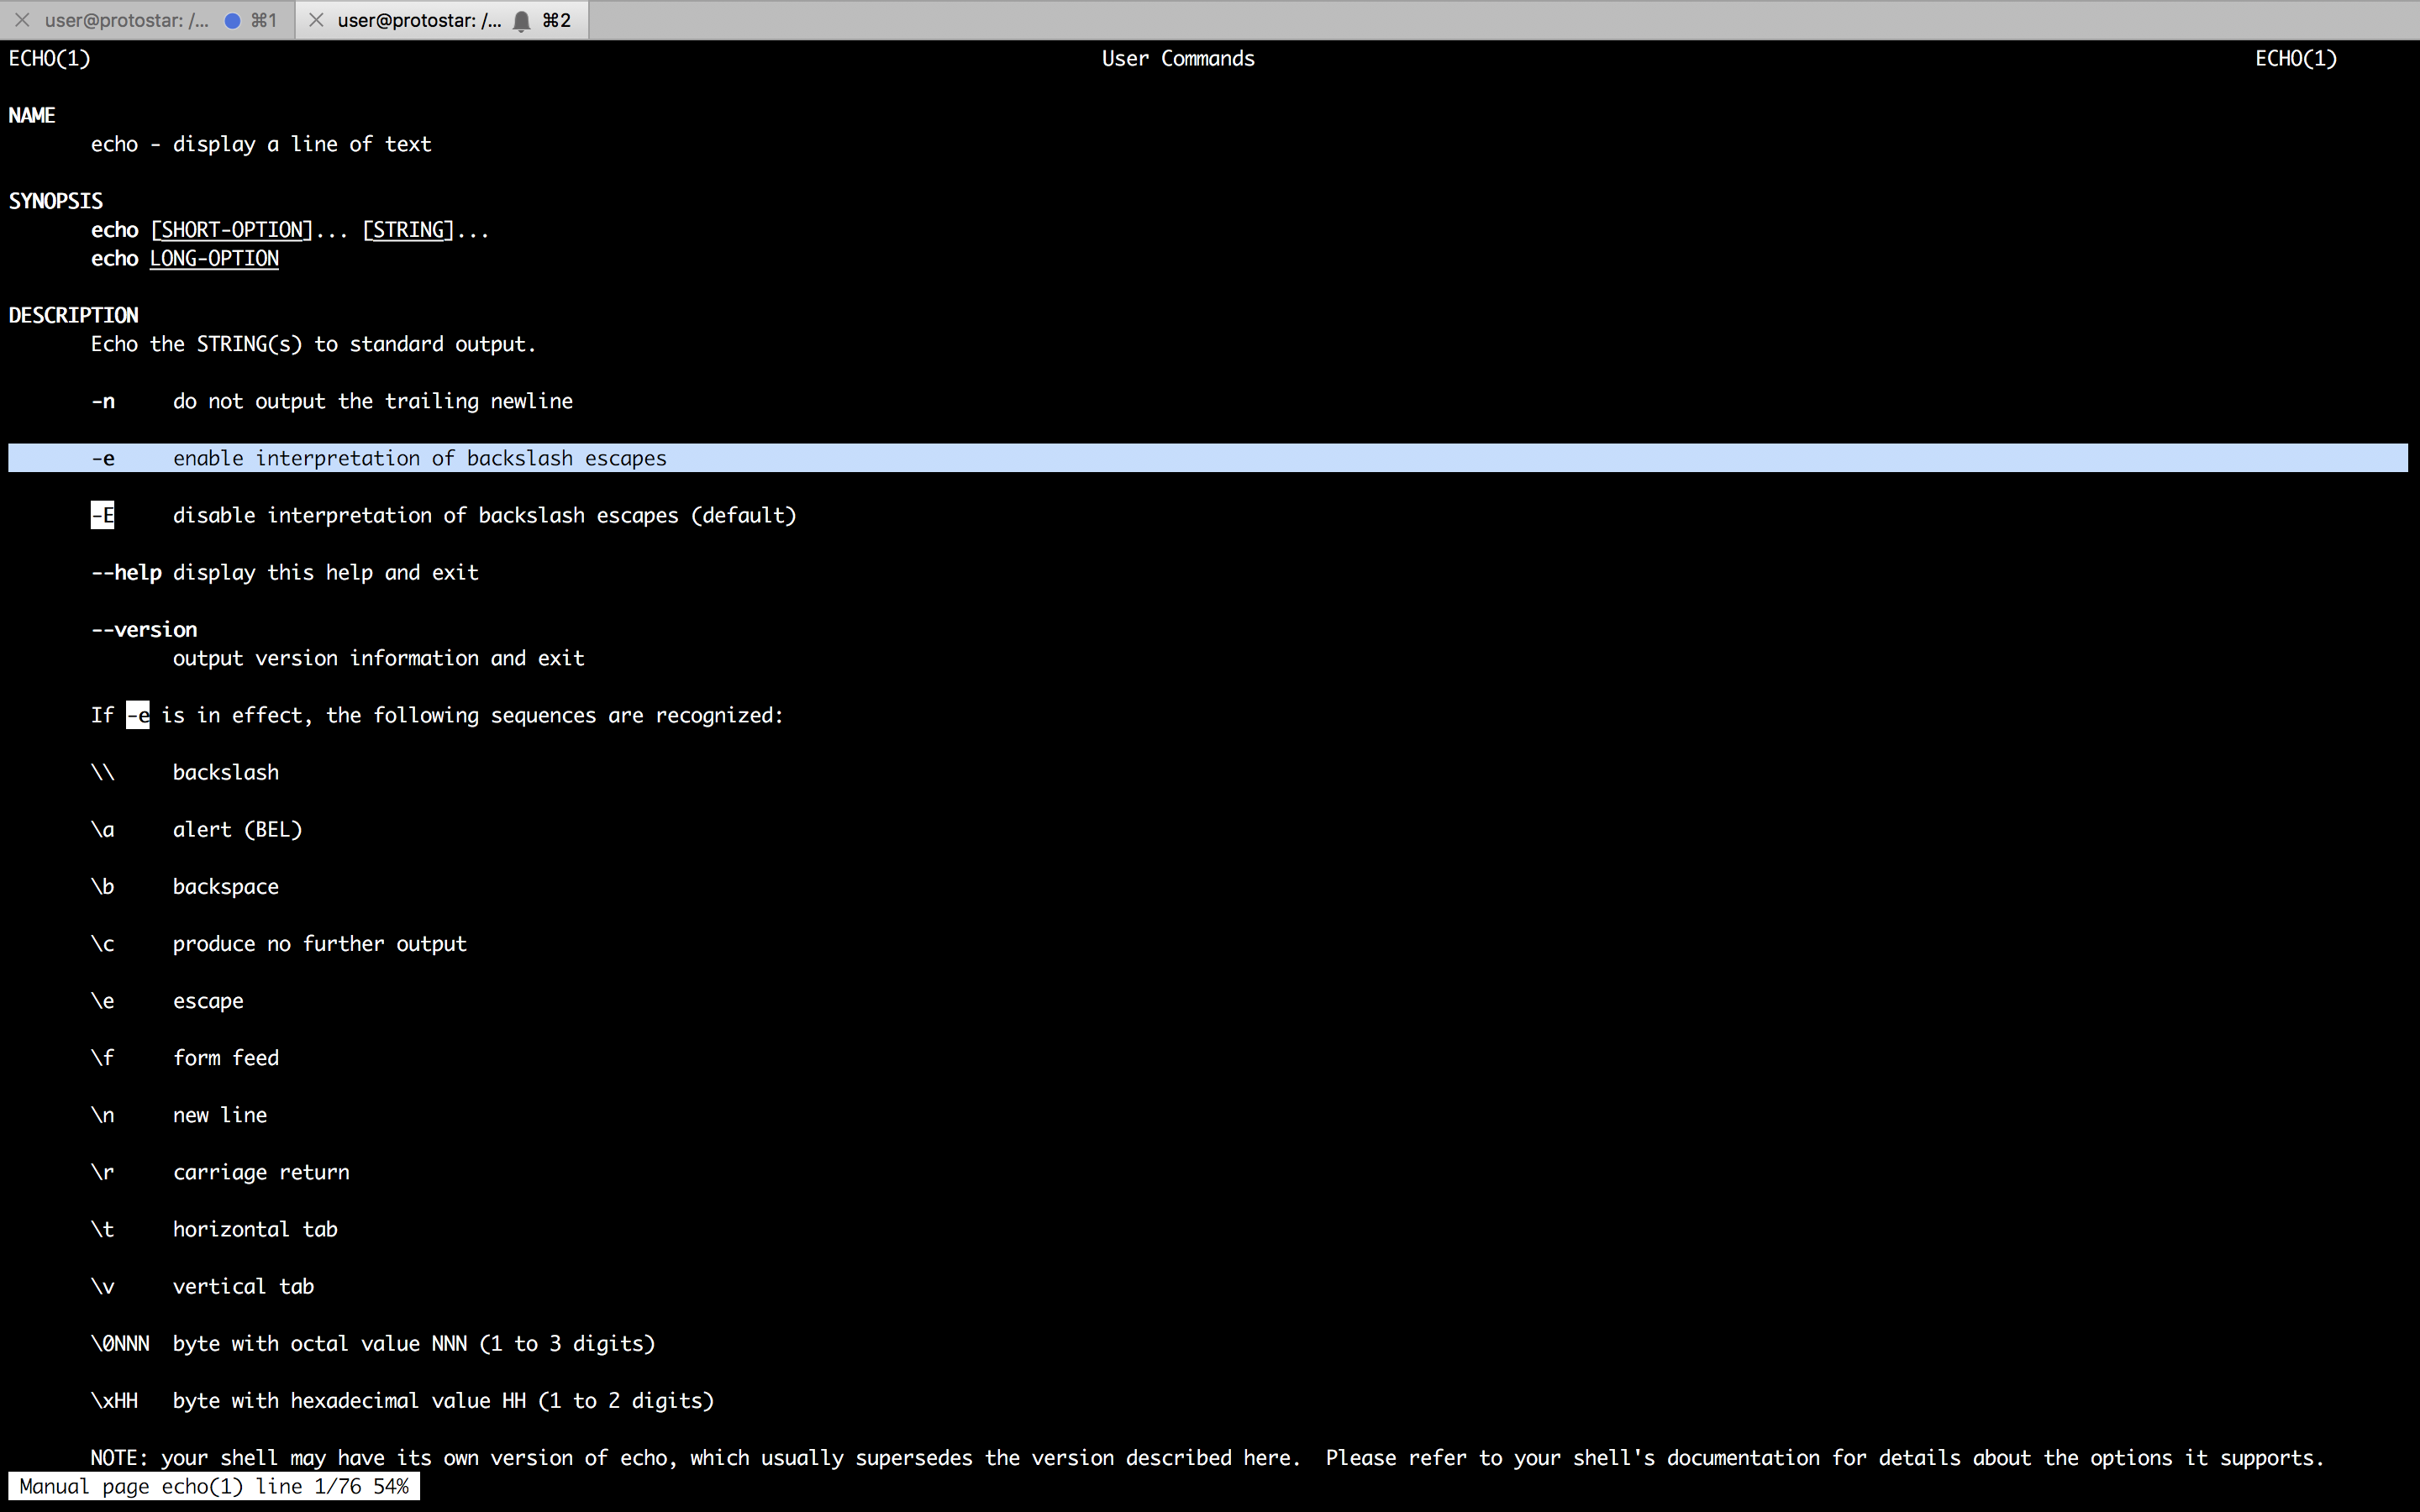 user@protostar: /... ⌘1 user@protostar: /... ⌘2
ECHO(1) User Commands ECHO(1)
NAME
echo - display a line of text
SYNOPSIS
echo [SHORT-OPTION]... [STRING]...
echo LONG-OPTION
DESCRIPTION
Echo the STRING(s) to standard output.
-n do not output the trailing newline
-e enable interpretation of backslash escapes
-E disable interpretation of backslash escapes (default)
--help display this help and exit
--version
output version information and exit
If -e is in effect, the following sequences are recognized:
\\ backslash
\a alert (BEL)
\b backspace
\c produce no further output
\e escape
\f form feed
\n new line
\r carriage return
\t horizontal tab
\v vertical tab
\0NNN byte with octal value NNN (1 to 3 digits)
\xHH byte with hexadecimal value HH (1 to 2 digits)
NOTE: your shell may have its own version of echo, which usually supersedes the version described here. Please refer to your shell's documentation for details about the options it supports.
Manual page echo(1) line 1/76 54%